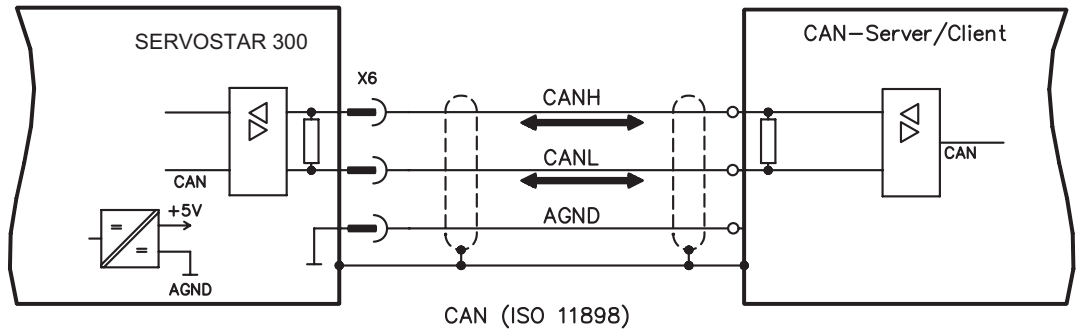 SERVOSTAR 300
CAN-Server/Client
X6
CANH
CANL
CAN
CAN
+5V
AGND
AGND
CAN (ISO 11898)